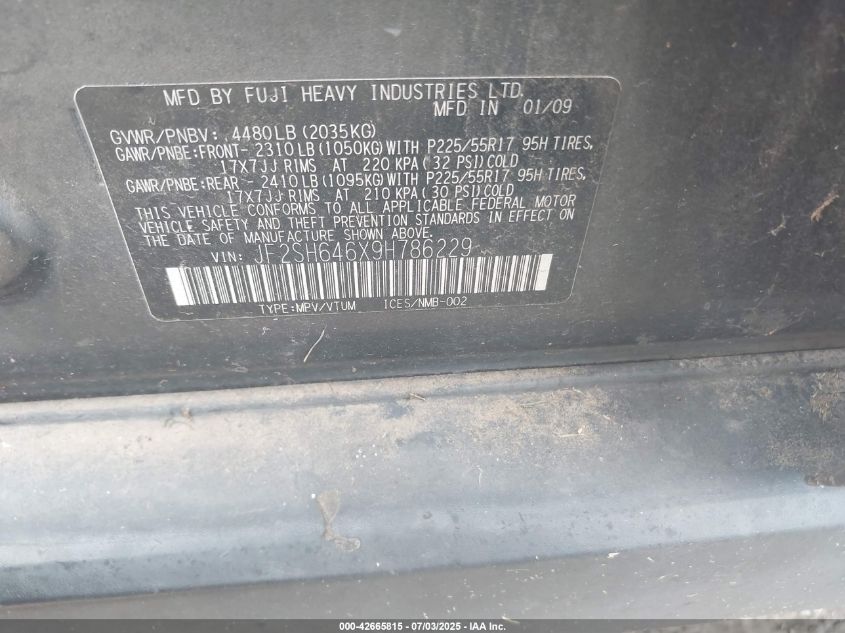 MFD BY FUJI HEAVY INDUSTRIES LTD.
MFD IN 01/09
GVWR/PNBV: 4480LB(2035KG)
GAWR/PNBE:FRONT- 2310LB(1050KG)WITH P225/55R17 95H TIRES,
17X7JJ RIMS AT 220 KPA(32 PSI)COLD
GAWR/PNBE:REAR - 2410LB(1095KG)WITH P225/55R17 95H TIRES,
17X7JJ RIMS AT 210 KPA(30 PSI)COLD
THIS VEHICLE CONFORMS TO ALL APPLICABLE FEDERAL MOTOR
VEHICLE SAFETY AND THEFT PREVENTION STANDARDS IN EFFECT ON
THE DATE OF MANUFACTURE SHOWN ABOVE.
VIN: JF2SH646X9H786229
TYPE:MPV/VTUM ICES/NMB-002
000-42665815 - 07/03/2025 - IAA Inc.